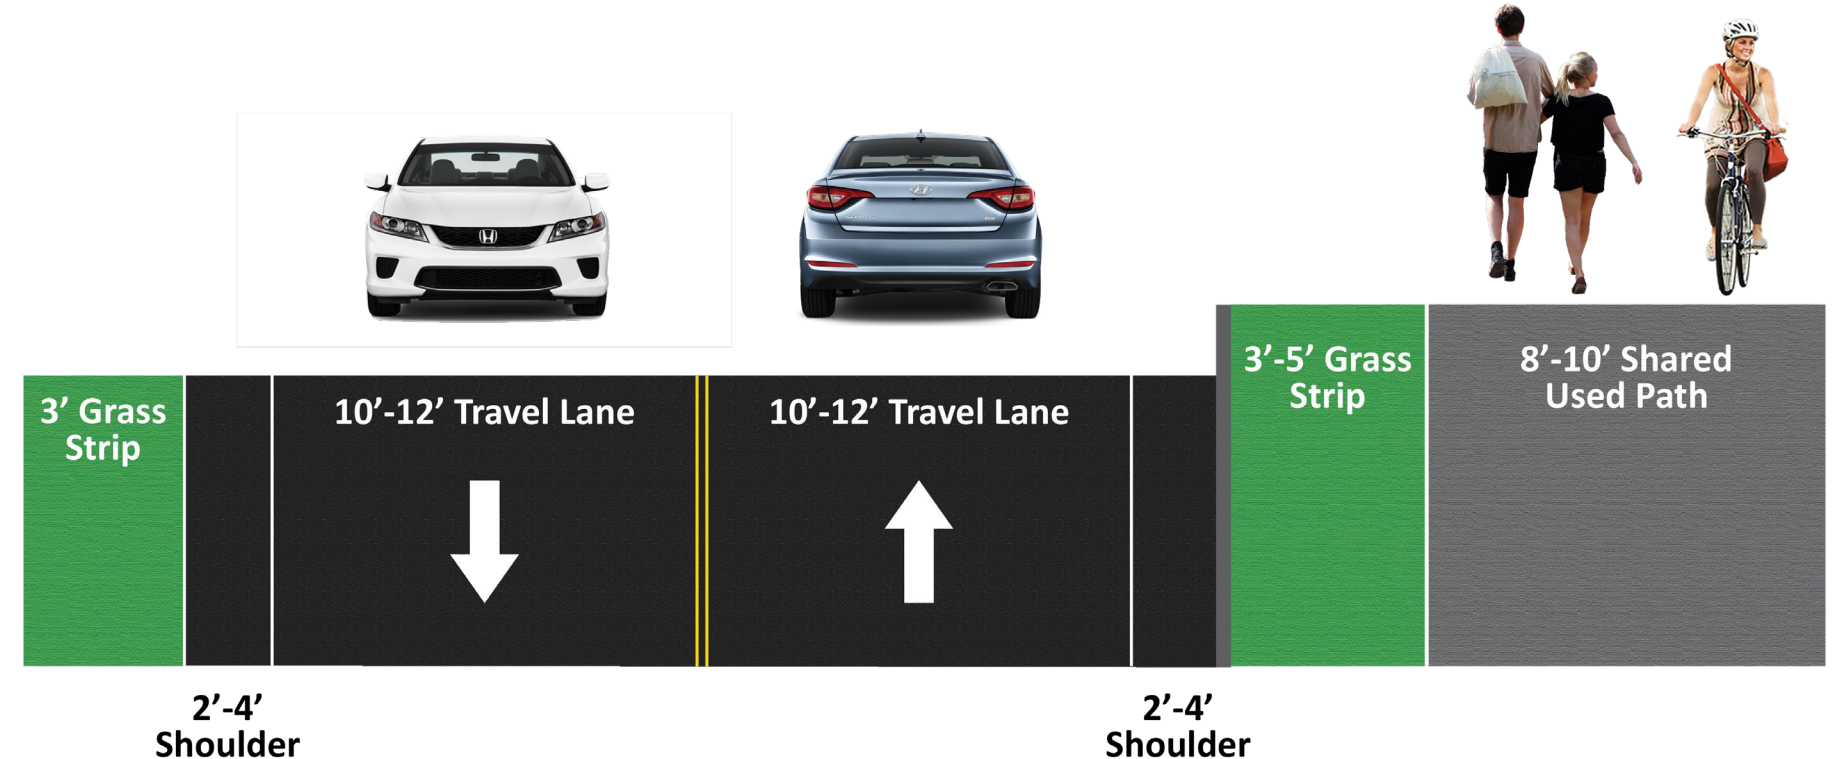 3’ Grass
Strip
10’-12’ Travel Lane
10’-12’ Travel Lane
3’-5’ Grass
Strip
8’-10’ Shared
Used Path
2’-4’
Shoulder
2’-4’
Shoulder